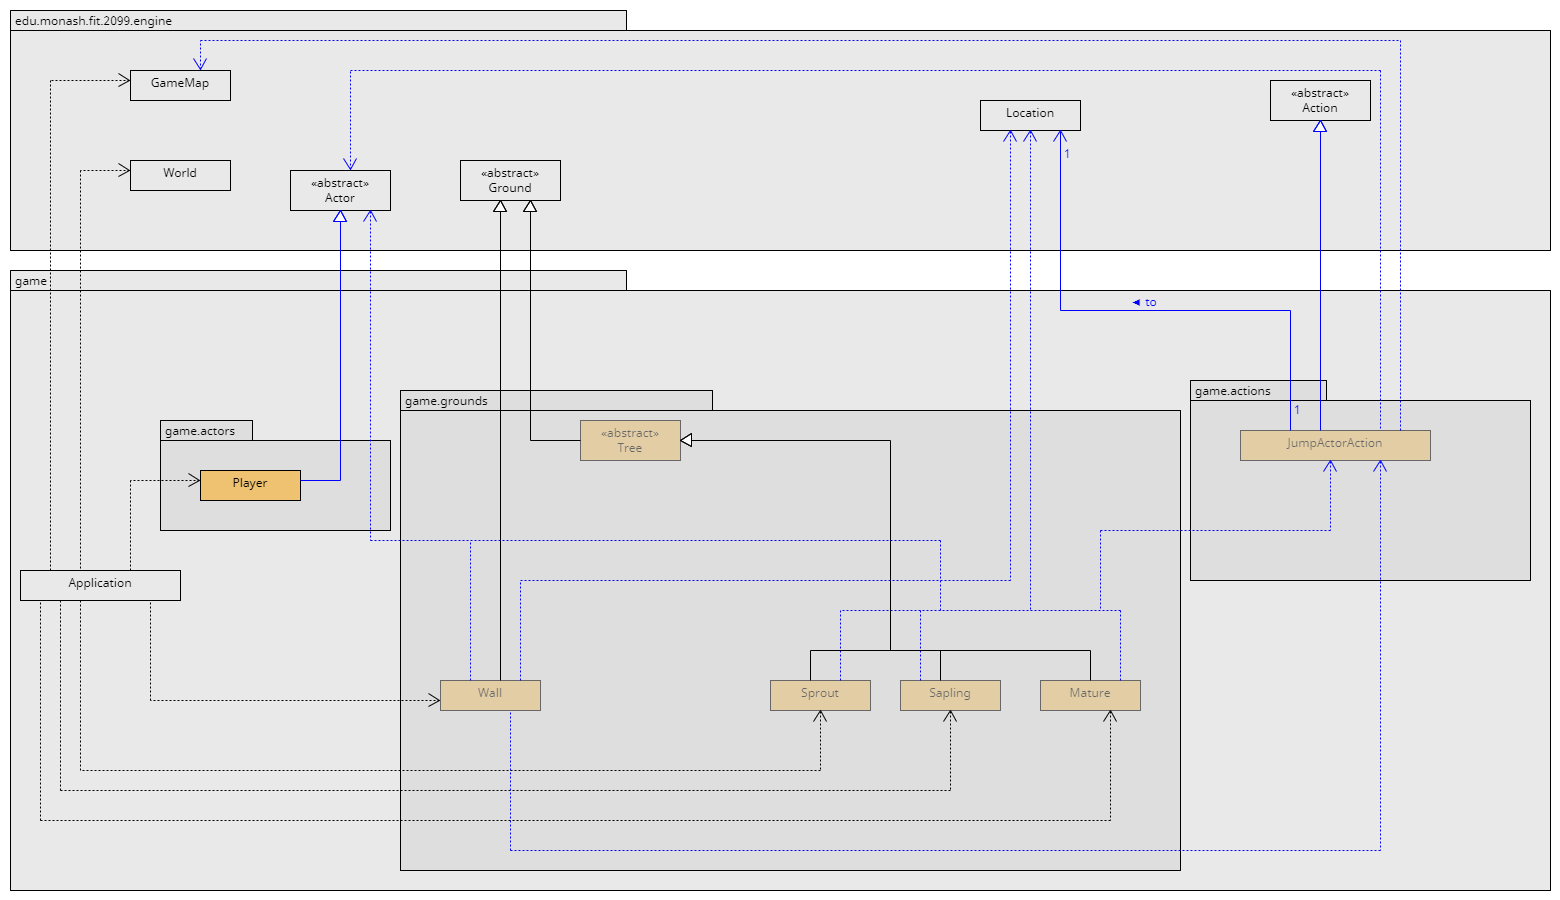 edu.monash.fit.2099.engine
GameMap
«abstract»
Action
Location
1
World
«abstract»
Actor
«abstract»
Ground
game
◄ to
game.actions
1
JumpActorAction
game.grounds
«abstract»
Tree
game.actors
Player
Application
Wall
Sprout
Sapling
Mature